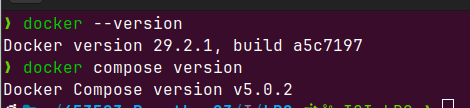 ❯ docker --version
Docker version 29.2.1, build a5c7197
❯ docker compose version
Docker Compose version v5.0.2